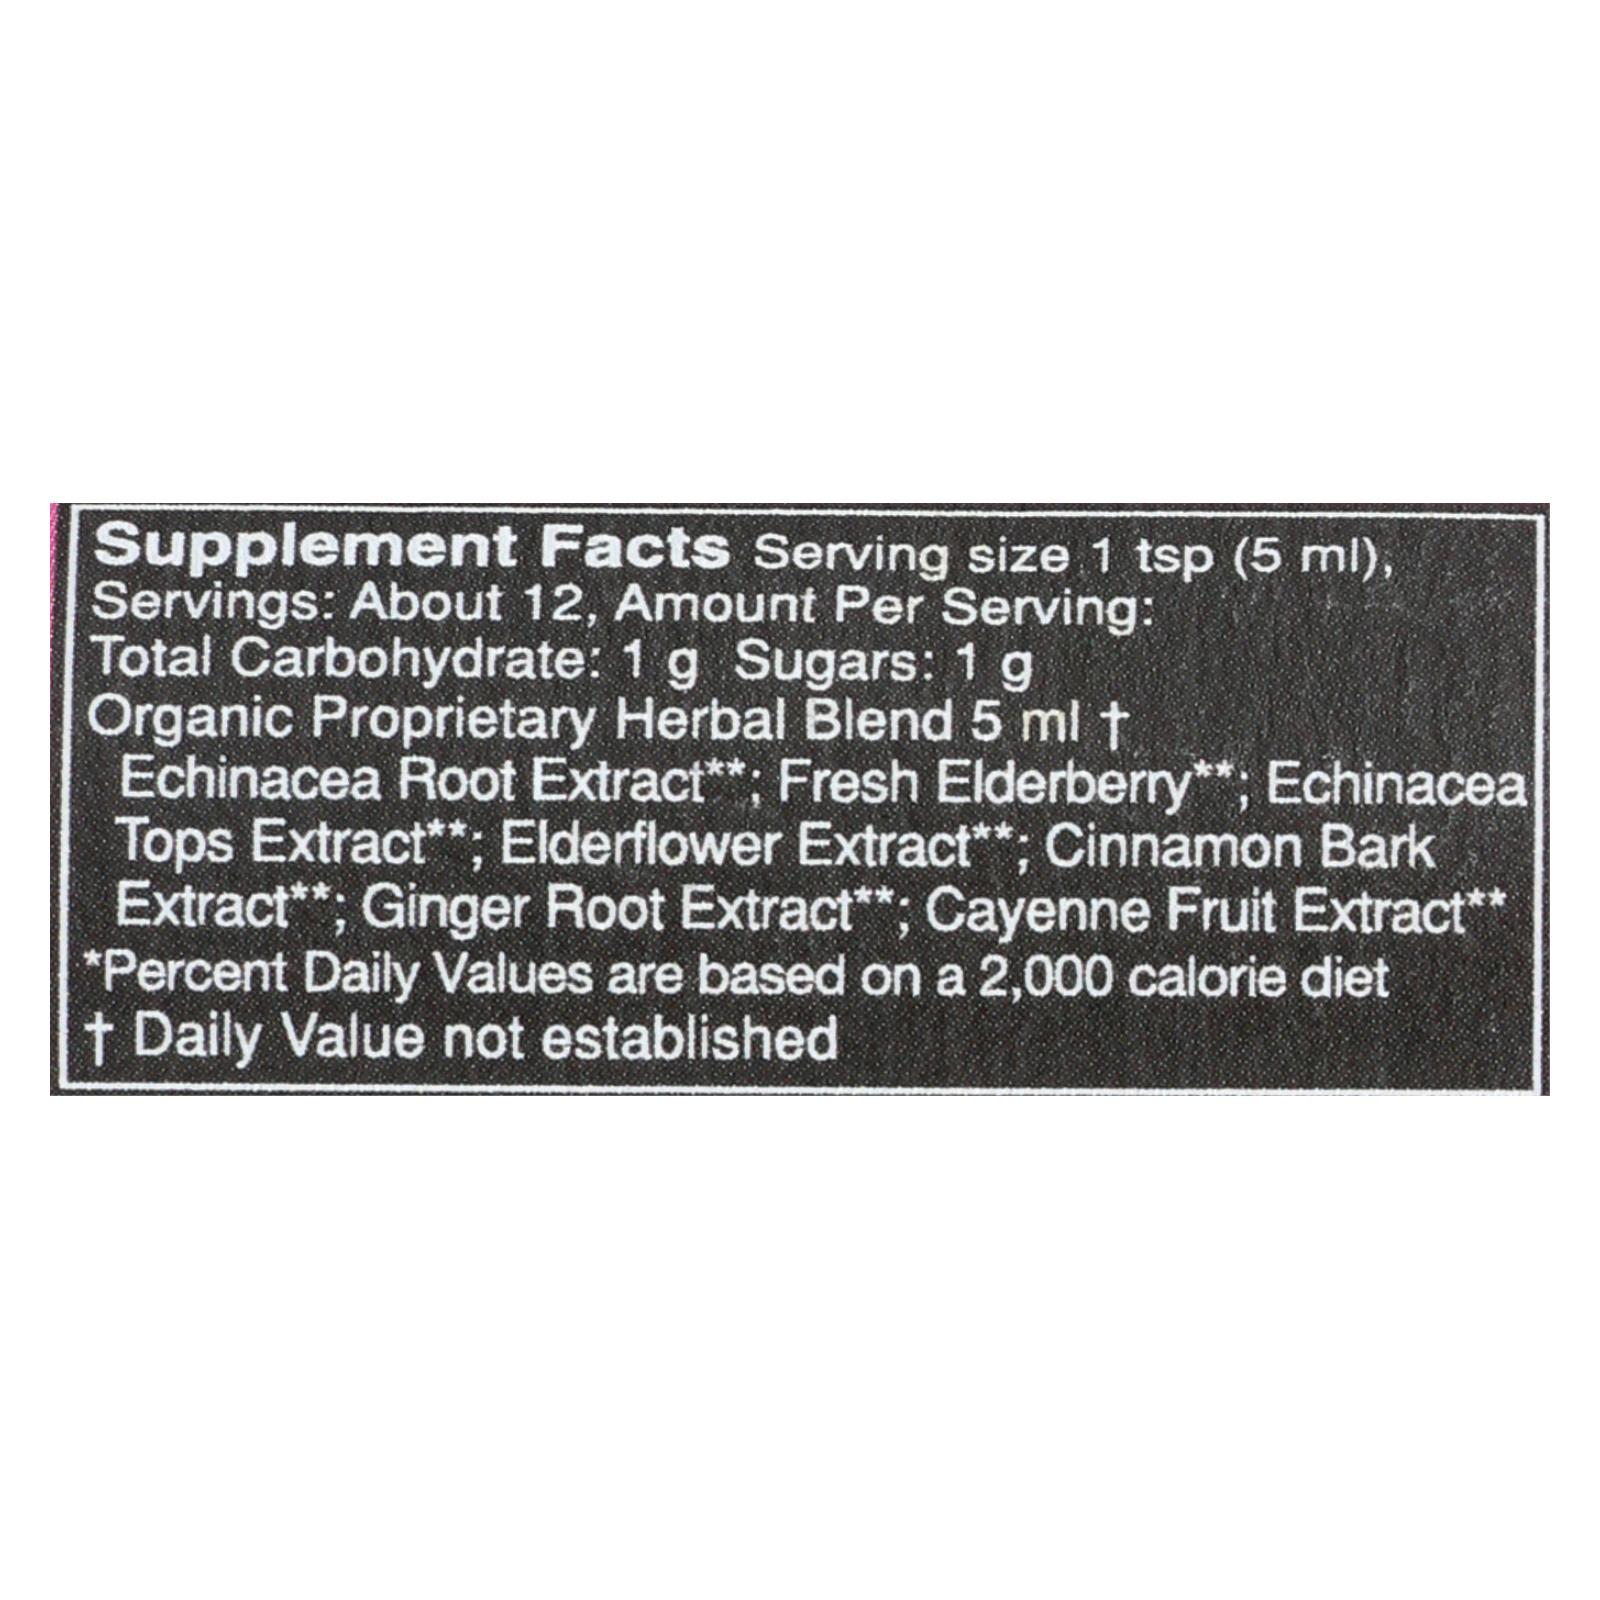 Supplement Facts Serving size 1 tsp (5 ml),
Servings: About 12, Amount Per Serving:
Total Carbohydrate: 1 g Sugars: 1 g
Organic Proprietary Herbal Blend 5 ml †
Echinacea Root Extract**; Fresh Elderberry**; Echinacea
Tops Extract**; Elderflower Extract**; Cinnamon Bark
Extract**; Ginger Root Extract**; Cayenne Fruit Extract**
*Percent Daily Values are based on a 2,000 calorie diet
† Daily Value not established